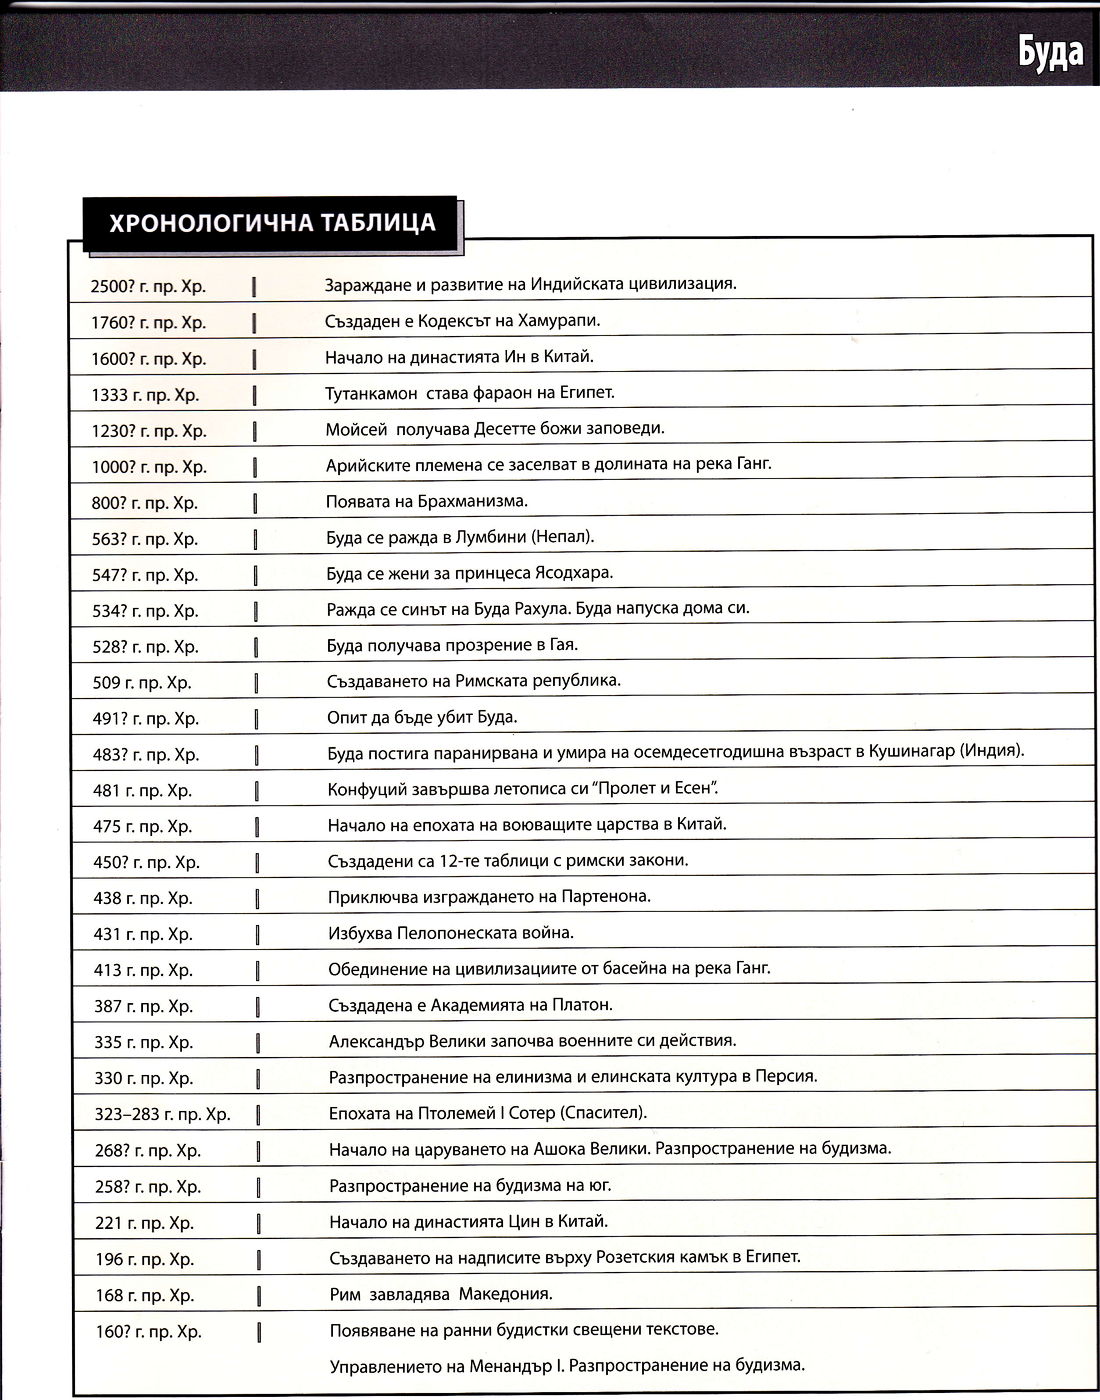 Буда
ХРОНОЛОГИЧНА ТАБЛИЦА
2500? г. пр. Хр. Зараждане и развитие на Индийската цивилизация.
1760? г. пр. Хр. Създаден е Кодексът на Хамурапи.
1600? г. пр. Хр. Начало на династията Ин в Китай.
1333 г. пр. Хр. Тутанкамон става фараон на Египет.
1230? г. пр. Хр. Мойсей получава Десетте божи заповеди.
1000? г. пр. Хр. Арийските племена се заселват в долината на река Ганг.
800? г. пр. Хр. Появата на Брахманизма.
563? г. пр. Хр. Буда се ражда в Лумбини (Непал).
547? г. пр. Хр. Буда се жени за принцеса Ясодхара.
534? г. пр. Хр. Ражда се синът на Буда Рахула. Буда напуска дома си.
528? г. пр. Хр. Буда получава прозрение в Гая.
509 г. пр. Хр. Създаването на Римската република.
491? г. пр. Хр. Опит да бъде убит Буда.
483? г. пр. Хр. Буда постига паранирвана и умира на осемдесетгодишна възраст в Кушинагар (Индия).
481 г. пр. Хр. Конфуций завършва летописа си “Пролет и Есен”.
475 г. пр. Хр. Начало на епохата на воюващите царства в Китай.
450? г. пр. Хр. Създадени са 12-те таблици с римски закони.
438 г. пр. Хр. Приключва изграждането на Партенона.
431 г. пр. Хр. Избухва Пелопонеската война.
413 г. пр. Хр. Обединение на цивилизациите от басейна на река Ганг.
387 г. пр. Хр. Създадена е Академията на Платон.
335 г. пр. Хр. Александър Велики започва военните си действия.
330 г. пр. Хр. Разпространение на елинизма и елинската култура в Персия.
323–283 г. пр. Хр. Епохата на Птолемей I Сотер (Спасител).
268? г. пр. Хр. Начало на царуването на Ашока Велики. Разпространение на будизма.
258? г. пр. Хр. Разпространение на будизма на юг.
221 г. пр. Хр. Начало на династията Цин в Китай.
196 г. пр. Хр. Създаването на надписите върху Розетския камък в Египет.
168 г. пр. Хр. Рим завладява Македония.
160? г. пр. Хр. Появяване на ранни будистки свещени текстове.
Управлението на Менандър I. Разпространение на будизма.